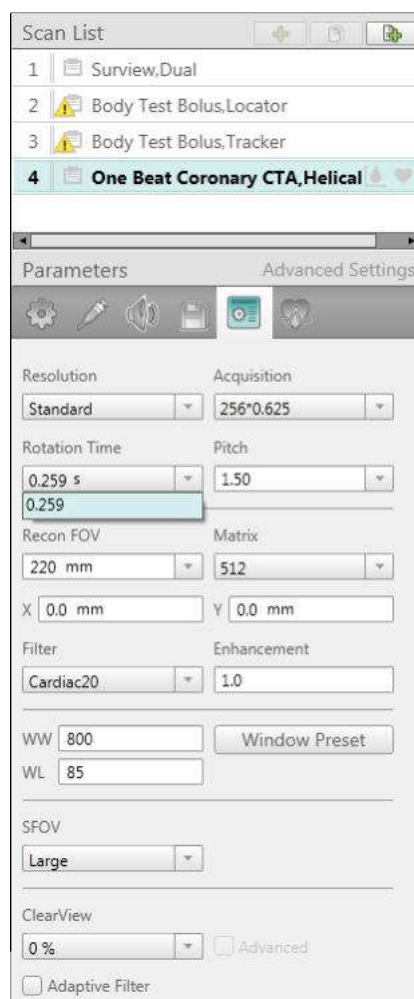 Scan List
1 Surview,Dual
2 Body Test Bolus,Locator
3 Body Test Bolus,Tracker
4 One Beat Coronary CTA,Helical
Parameters Advanced Settings
Resolution Acquisition
Standard 256*0.625
Rotation Time Pitch
0.259 s 1.50
0.259
Recon FOV Matrix
220 mm 512
X 0.0 mm Y 0.0 mm
Filter Enhancement
Cardiac20 1.0
WW 800 Window Preset
WL 85
SFOV
Large
ClearView
0 % Advanced
Adaptive Filter